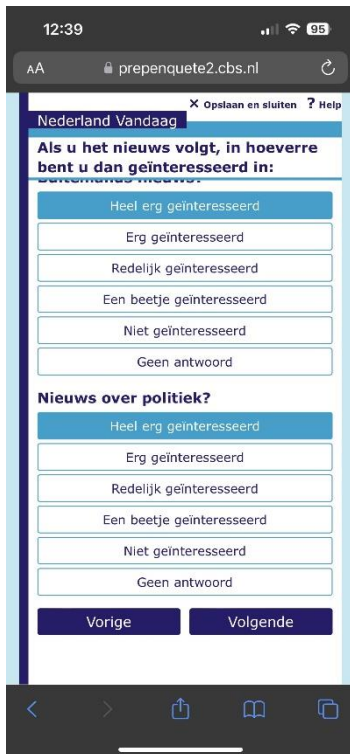 12:39
95
AA prepenquete2.cbs.nl
× Opslaan en sluiten ? Help
Nederland Vandaag
Als u het nieuws volgt, in hoeverre
bent u dan geïnteresseerd in:
Buitenlands nieuws?
Heel erg geïnteresseerd
Erg geïnteresseerd
Redelijk geïnteresseerd
Een beetje geïnteresseerd
Niet geïnteresseerd
Geen antwoord
Nieuws over politiek?
Heel erg geïnteresseerd
Erg geïnteresseerd
Redelijk geïnteresseerd
Een beetje geïnteresseerd
Niet geïnteresseerd
Geen antwoord
Vorige Volgende